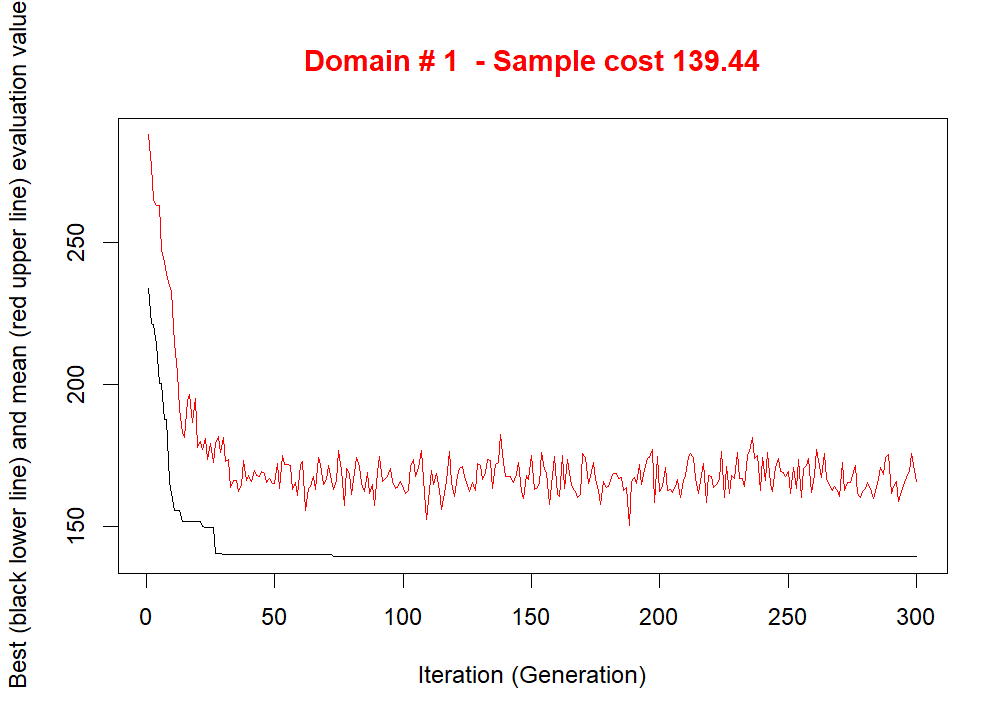 Domain # 1  - Sample cost 139.44
Best (black lower line) and mean (red upper line) evaluation value
250
200
150
0 50 100 150 200 250 300
Iteration (Generation)